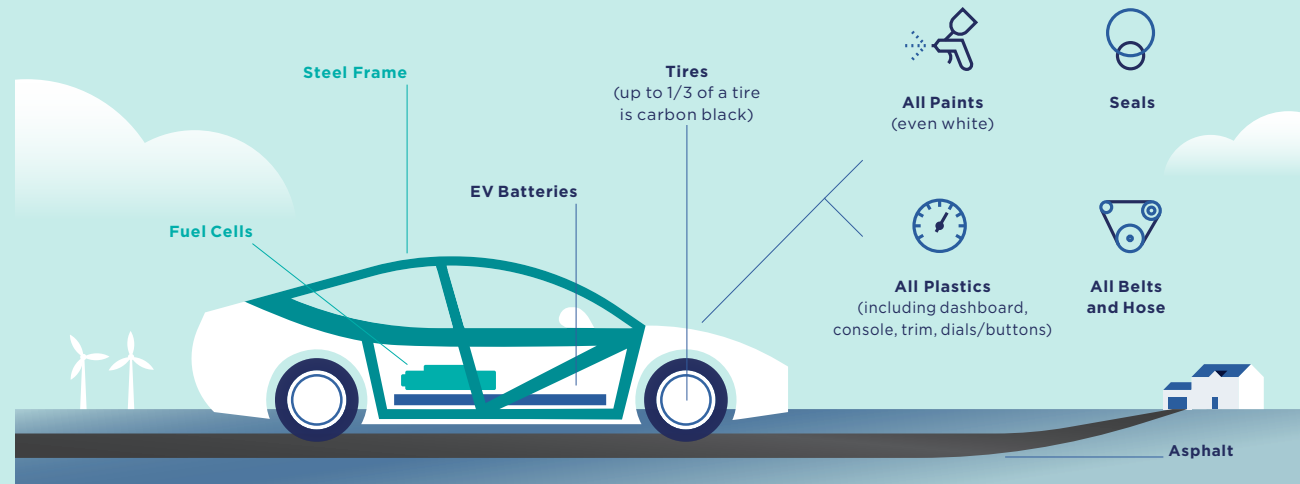 Steel Frame
Tires
(up to 1/3 of a tire
is carbon black)
All Paints
(even white)
Seals
EV Batteries
Fuel Cells
All Plastics
(including dashboard,
console, trim, dials/buttons)
All Belts
and Hose
Asphalt